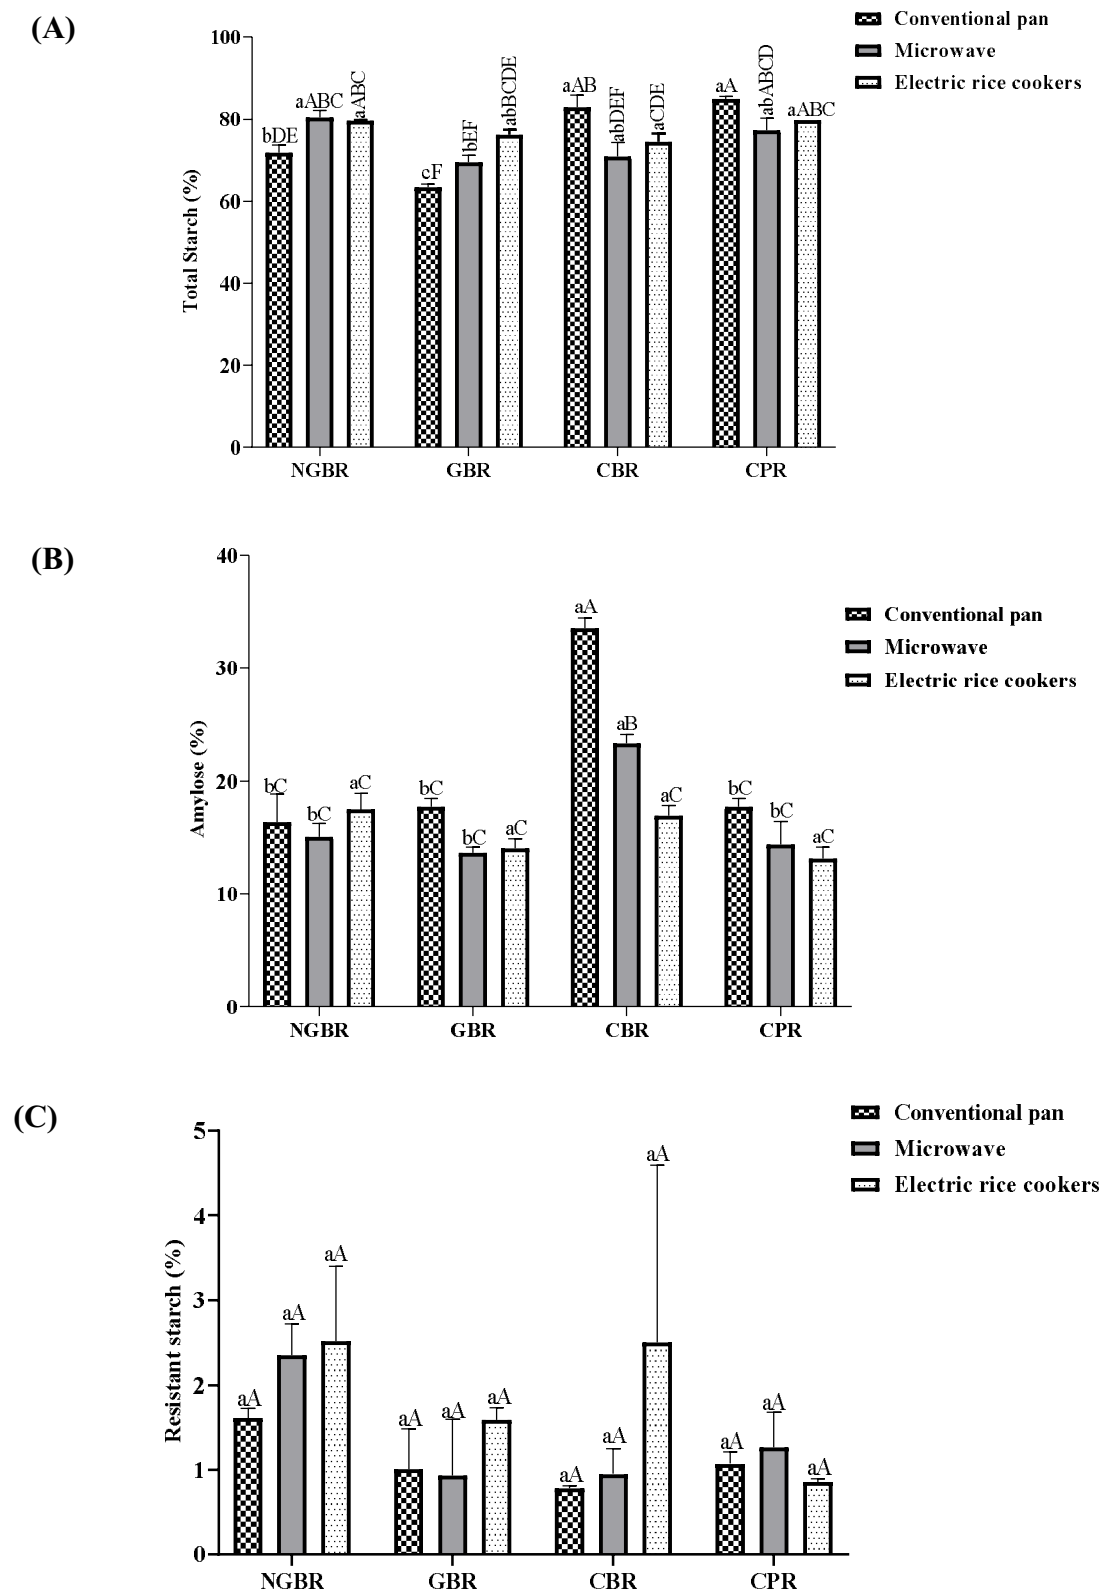 (A)
Conventional pan
Microwave
Electric rice cookers
Total Starch (%)
100
80
60
40
20
0
bDE
aABC
aABC
cF
bEF
abBCDE
aAB
abDEF
aCDE
aA
abABCD
aABC
NGBR GBR CBR CPR
(B)
Conventional pan
Microwave
Electric rice cookers
Amylose (%)
40
30
20
10
0
bC
bC
aC
bC
bC
aC
aA
aB
aC
bC
bC
aC
NGBR GBR CBR CPR
(C)
Conventional pan
Microwave
Electric rice cookers
Resistant starch (%)
5
4
3
2
1
0
aA
aA
aA
aA
aA
aA
aA
aA
aA
aA
aA
aA
NGBR GBR CBR CPR